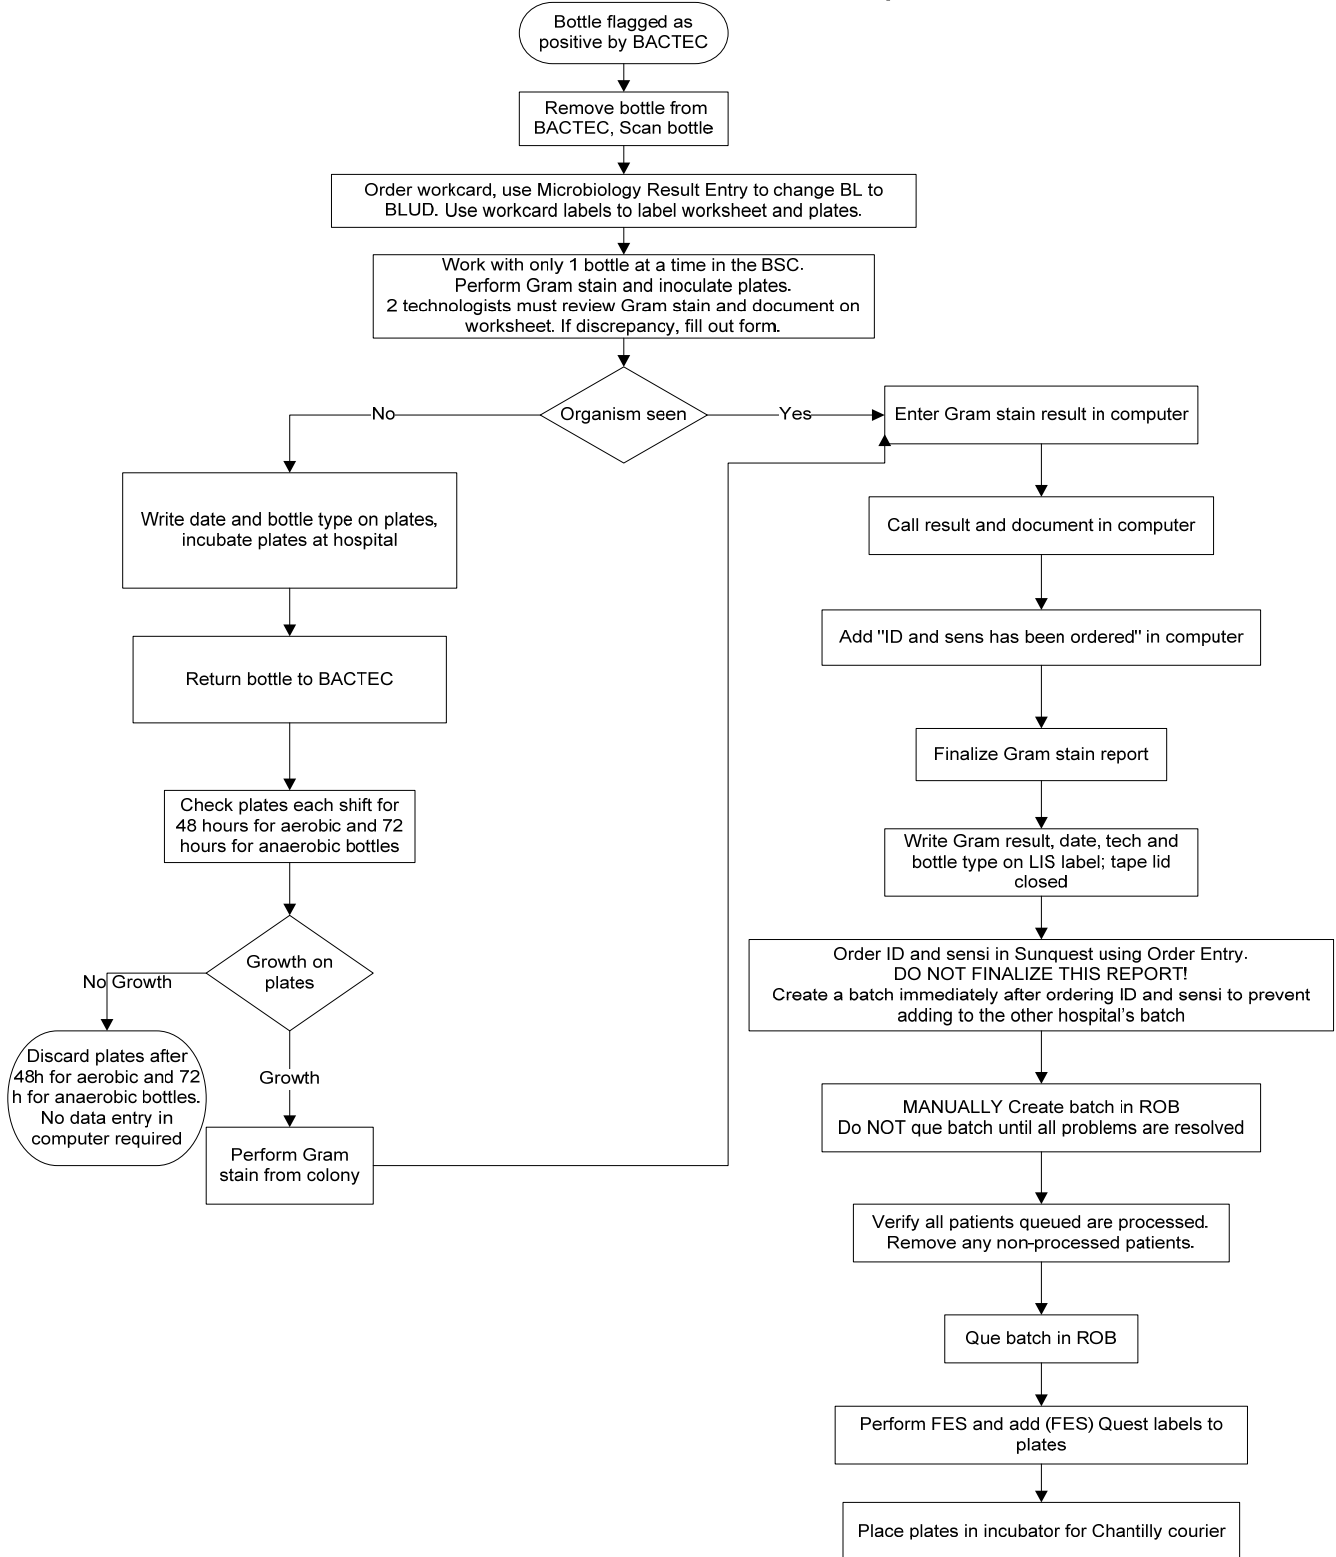 Bottle flagged as
positive by BACTEC
Remove bottle from
BACTEC, Scan bottle
Order workcard, use Microbiology Result Entry to change BL to
BLUD. Use workcard labels to label worksheet and plates.
Work with only 1 bottle at a time in the BSC.
Perform Gram stain and inoculate plates.
2 technologists must review Gram stain and document on
worksheet. If discrepancy, fill out form.
Organism seen
No
Yes
Write date and bottle type on plates,
incubate plates at hospital
Return bottle to BACTEC
Check plates each shift for
48 hours for aerobic and 72
hours for anaerobic bottles
Growth on
plates
No Growth
Discard plates after
48h for aerobic and 72
h for anaerobic bottles.
No data entry in
computer required
Growth
Perform Gram
stain from colony
Enter Gram stain result in computer
Call result and document in computer
Add "ID and sens has been ordered" in computer
Finalize Gram stain report
Write Gram result, date, tech and
bottle type on LIS label; tape lid
closed
Order ID and sensi in Sunquest using Order Entry.
DO NOT FINALIZE THIS REPORT!
Create a batch immediately after ordering ID and sensi to prevent
adding to the other hospital’s batch
MANUALLY Create batch in ROB
Do NOT que batch until all problems are resolved
Verify all patients queued are processed.
Remove any non-processed patients.
Que batch in ROB
Perform FES and add (FES) Quest labels to
plates
Place plates in incubator for Chantilly courier